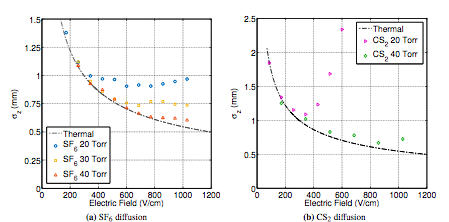 1.5
1.25
1
0.75
0.5
0.25
0
σz (mm)
Thermal
SF6 20 Torr
SF6 30 Torr
SF6 40 Torr
0 200 400 600 800 1000 1200
Electric Field (V/cm)
(a) SF6 diffusion
2.5
2
1.5
1
0.5
0
σz (mm)
Thermal
CS2 20 Torr
CS2 40 Torr
0 200 400 600 800 1000 1200
Electric Field (V/cm)
(b) CS2 diffusion